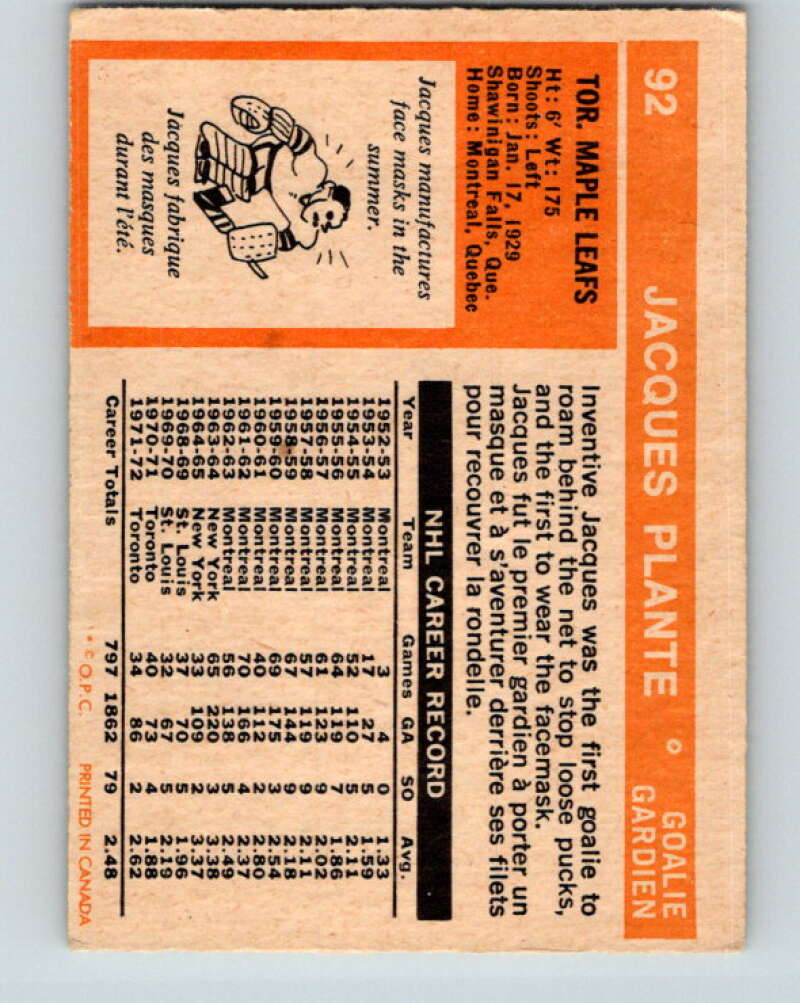 92
JACQUES PLANTE
GOALIE
GARDIEN
TOR. MAPLE LEAFS
Ht: 6' Wt: 175
Shoots: Left
Born: Jan. 17, 1929
Shawinigan Falls, Que.
Home: Montreal, Quebec
Jacques manufactures
face masks in the
summer.
Jacques fabrique
des masques
durant l'été.
Inventive Jacques was the first goalie to
roam behind the net to stop loose pucks,
and the first to wear the facemask.
Jacques fut le premier gardien à porter un
masque et à s'aventurer derrière ses filets
pour recouvrer la rondelle.
NHL CAREER RECORD
Year Team Games GA SO Avg.
1952-53 Montreal 3 4 0 1.33
1953-54 Montreal 17 27 5 1.59
1954-55 Montreal 52 110 5 2.11
1955-56 Montreal 64 119 7 1.86
1956-57 Montreal 61 123 9 2.02
1957-58 Montreal 57 119 9 2.11
1958-59 Montreal 67 144 9 2.18
1959-60 Montreal 69 175 3 2.54
1960-61 Montreal 40 112 2 2.80
1961-62 Montreal 70 166 4 2.37
1962-63 Montreal 56 138 5 2.49
1963-64 New York 65 220 3 3.38
1964-65 New York 33 109 2 3.37
1968-69 St. Louis 37 70 5 1.96
1969-70 St. Louis 32 67 5 2.19
1970-71 Toronto 40 73 4 1.88
1971-72 Toronto 34 86 2 2.62
Career Totals 797 1862 79 2.48
* © O.P.C. PRINTED IN CANADA